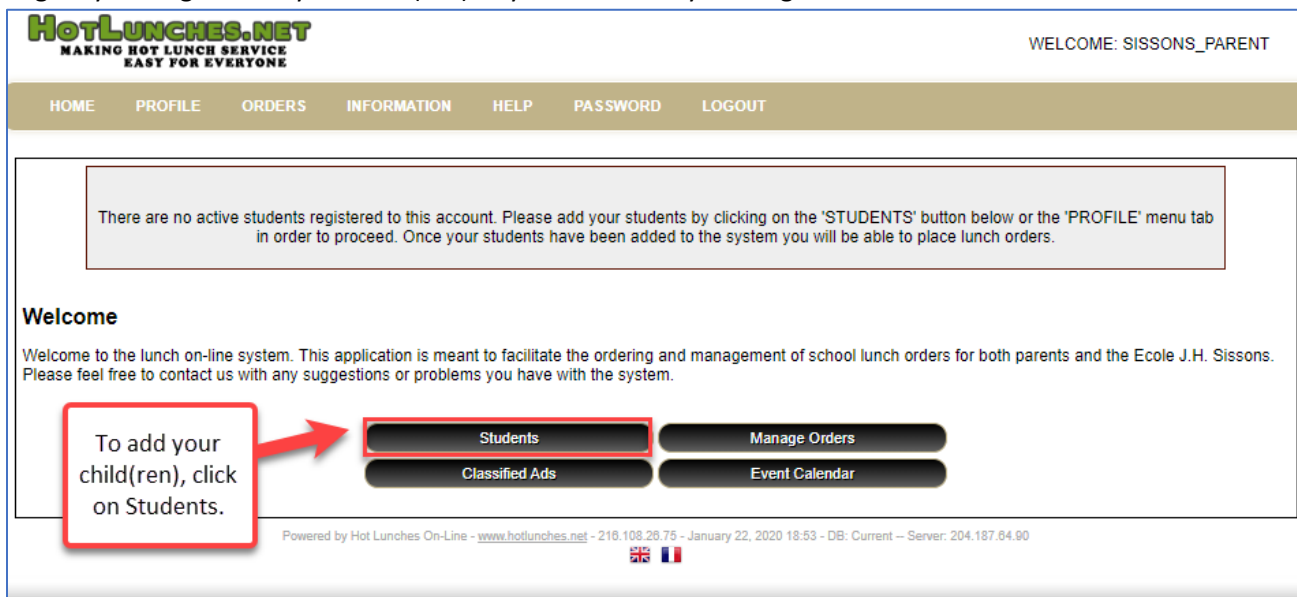 HOTLUNCHES.NET
MAKING HOT LUNCH SERVICE
EASY FOR EVERYONE
WELCOME: SISSONS_PARENT
HOME PROFILE ORDERS INFORMATION HELP PASSWORD LOGOUT
There are no active students registered to this account. Please add your students by clicking on the 'STUDENTS' button below or the 'PROFILE' menu tab
in order to proceed. Once your students have been added to the system you will be able to place lunch orders.
Welcome
Welcome to the lunch on-line system. This application is meant to facilitate the ordering and management of school lunch orders for both parents and the Ecole J.H. Sissons.
Please feel free to contact us with any suggestions or problems you have with the system.
To add your
child(ren), click
on Students.
Students Manage Orders
Classified Ads Event Calendar
Powered by Hot Lunches On-Line - www.hotlunches.net - 216.108.26.75 - January 22, 2020 18:53 - DB: Current -- Server: 204.187.64.90